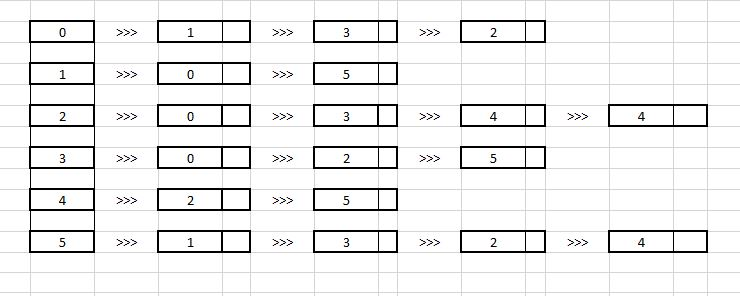 0 >>> 1 >>> 3 >>> 2
1 >>> 0 >>> 5
2 >>> 0 >>> 3 >>> 4 >>> 4
3 >>> 0 >>> 2 >>> 5
4 >>> 2 >>> 5
5 >>> 1 >>> 3 >>> 2 >>> 4